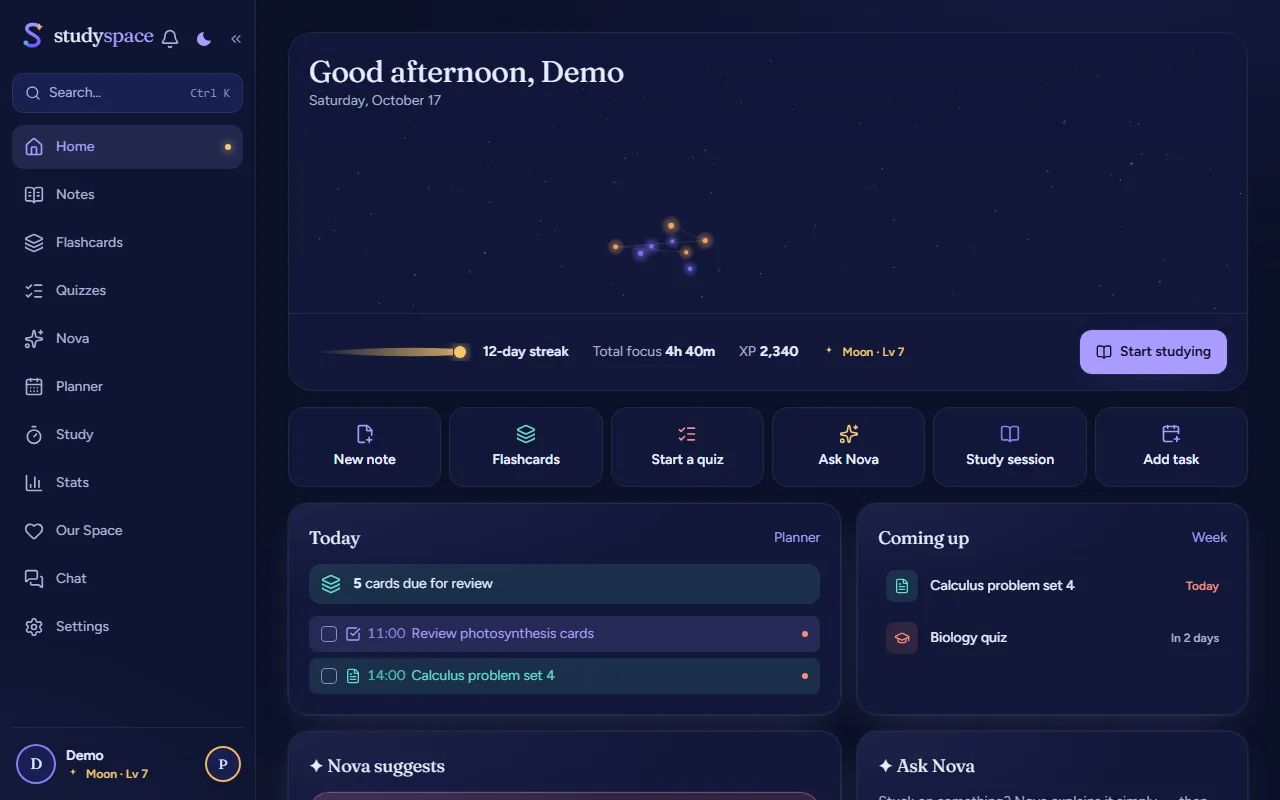 studyspace
Search...
Ctrl K
Home
Notes
Flashcards
Quizzes
Nova
Planner
Study
Stats
Our Space
Chat
Settings
D
Demo
Moon · Lv 7
P
Good afternoon, Demo
Saturday, October 17
12-day streak
Total focus 4h 40m
XP 2,340
Moon · Lv 7
Start studying
New note
Flashcards
Start a quiz
Ask Nova
Study session
Add task
Today
Planner
5 cards due for review
11:00 Review photosynthesis cards
14:00 Calculus problem set 4
Coming up
Week
Calculus problem set 4
Today
Biology quiz
In 2 days
Nova suggests
Ask Nova